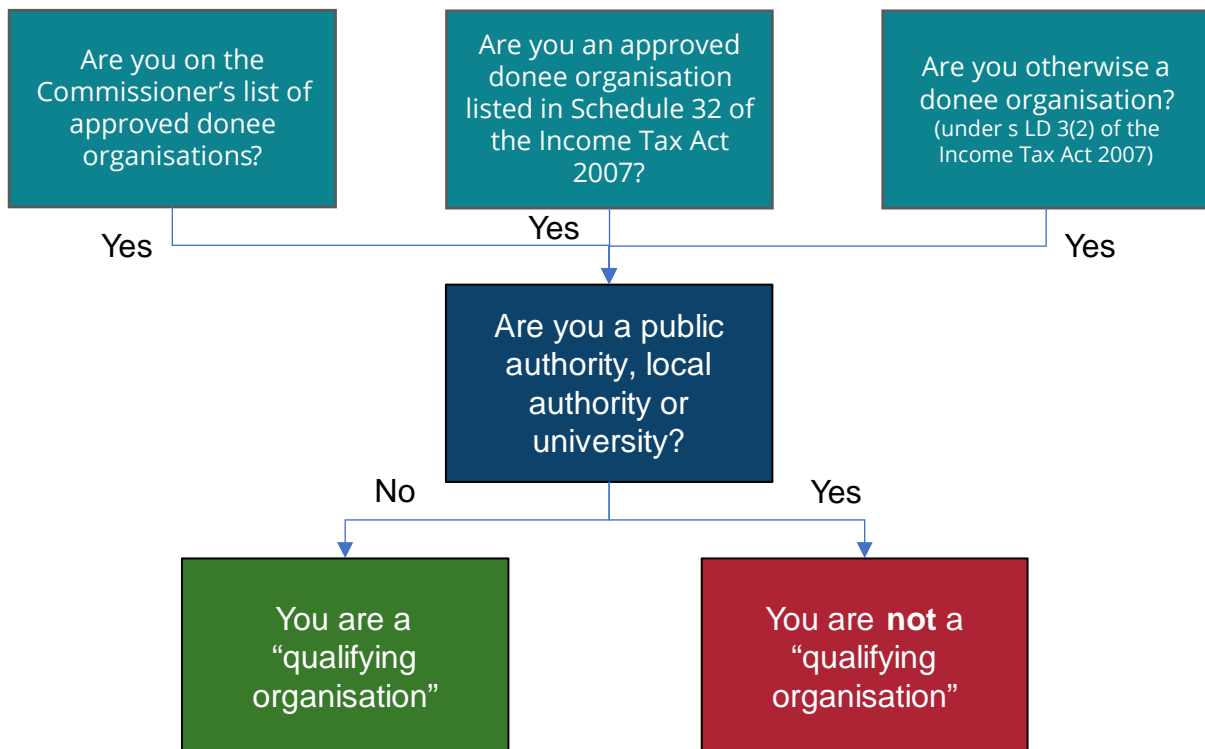 Are you on the
Commissioner’s list of
approved donee
organisations?
Are you an approved
donee organisation
listed in Schedule 32 of
the Income Tax Act
2007?
Are you otherwise a
donee organisation?
(under s LD 3(2) of the
Income Tax Act 2007)
Yes
Yes
Yes
Are you a public
authority, local
authority or
university?
No
Yes
You are a
“qualifying
organisation”
You are not a
“qualifying
organisation”